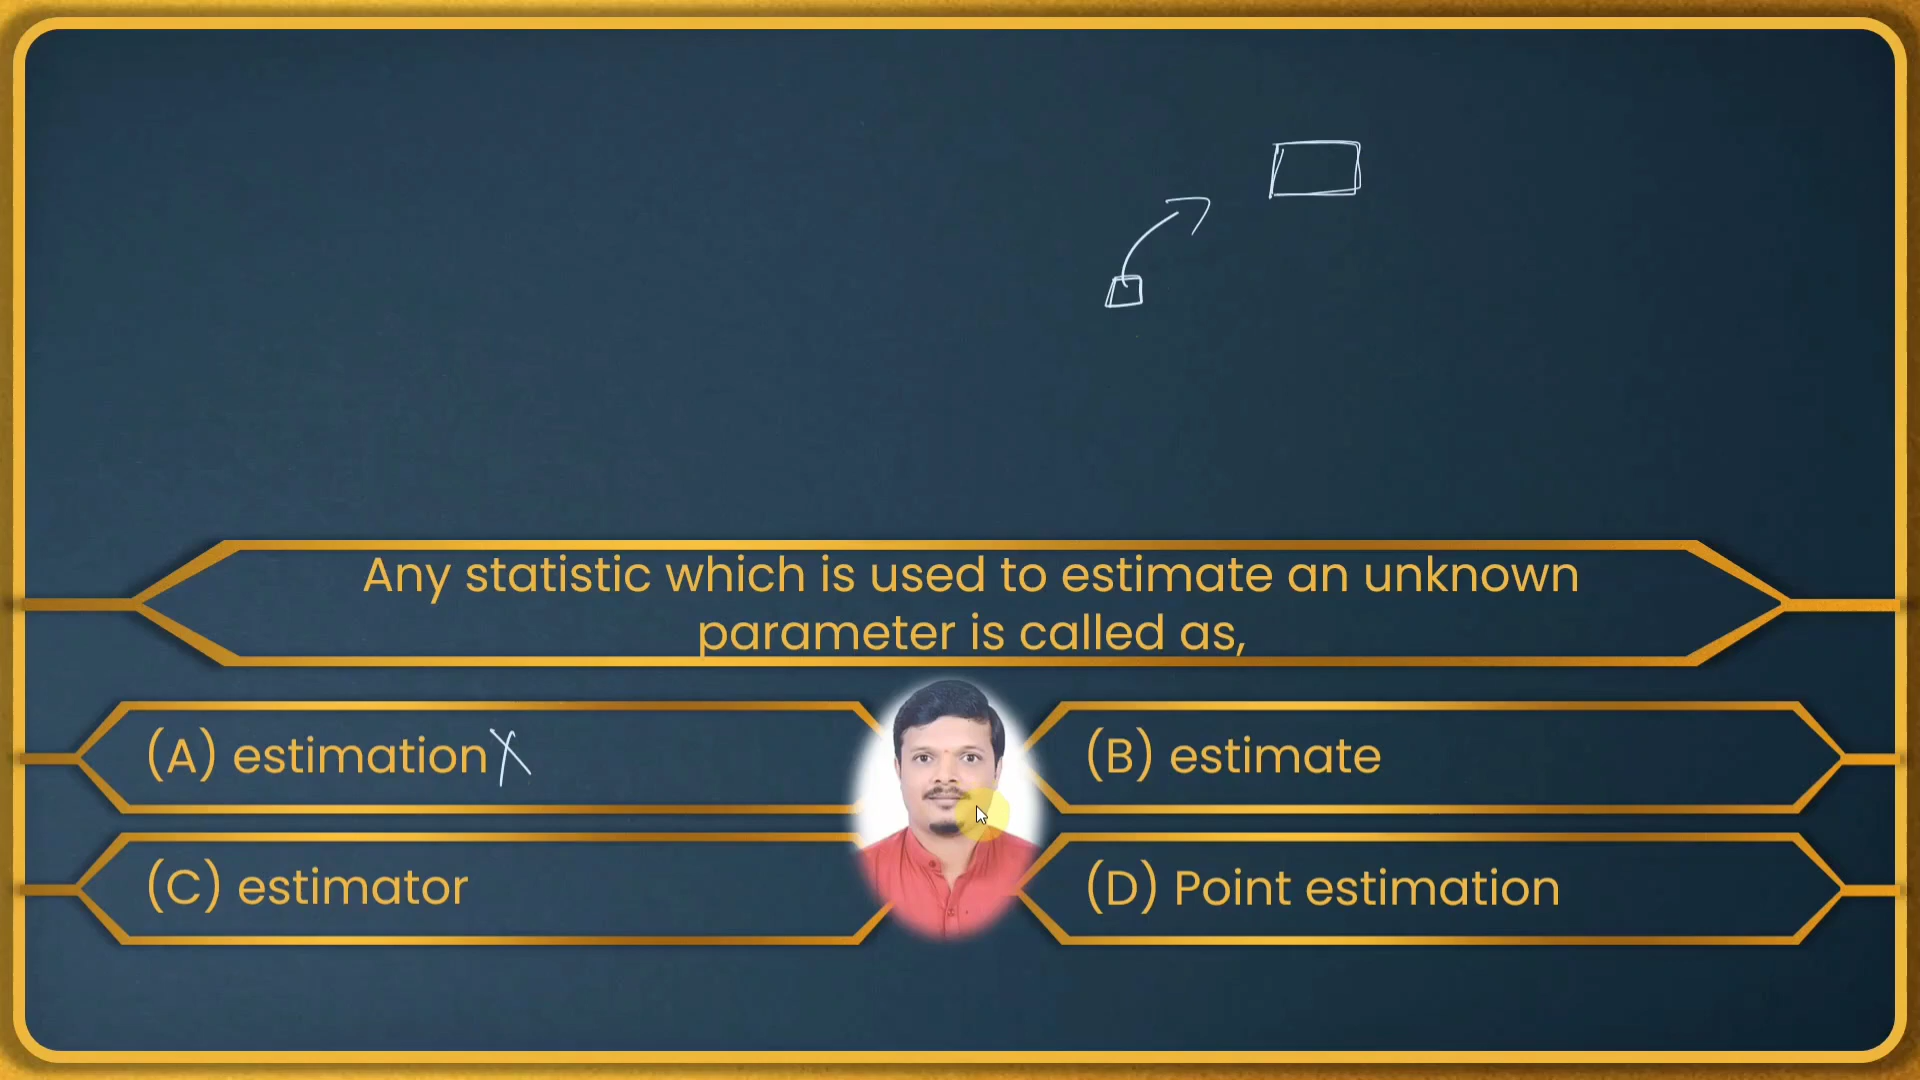 Any statistic which is used to estimate an unknown
parameter is called as,
(A) estimation X
(B) estimate
(C) estimator
(D) Point estimation